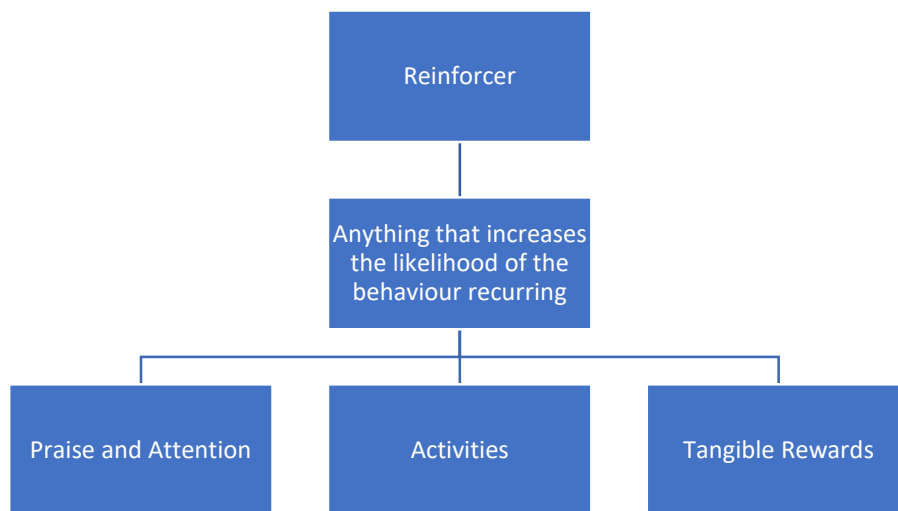 Reinforcer
Anything that increases
the likelihood of the
behaviour recurring
Praise and Attention
Activities
Tangible Rewards